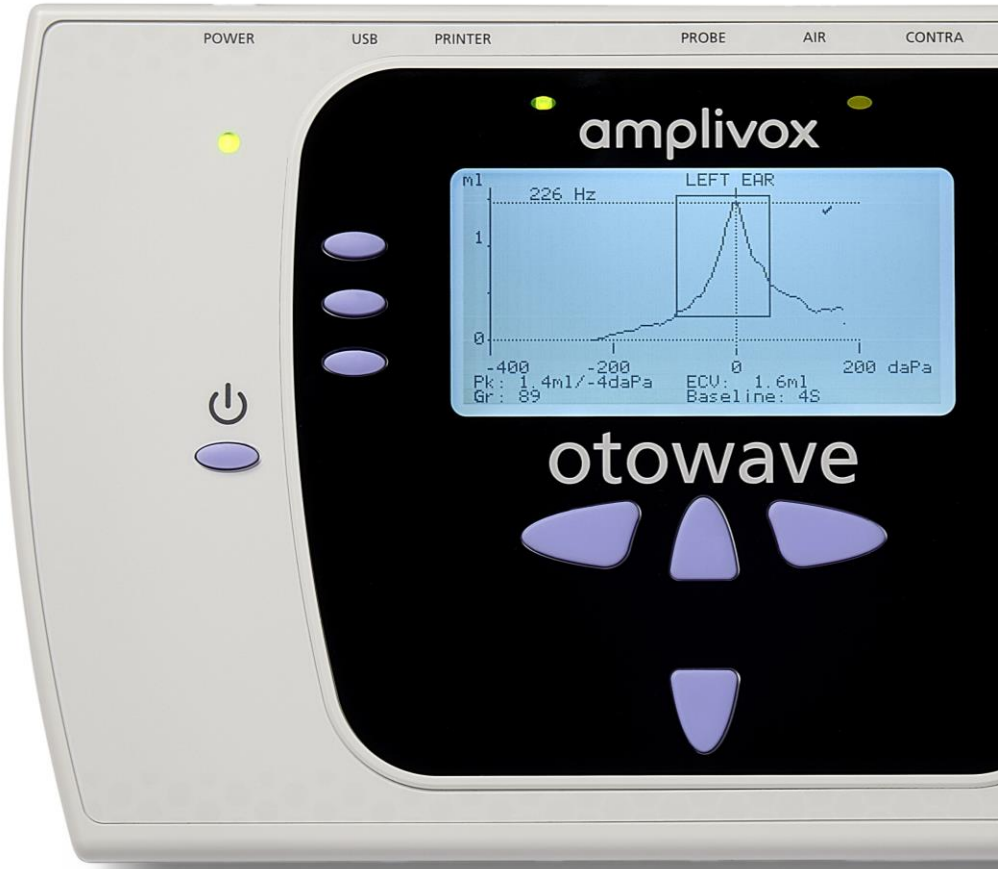 POWER USB PRINTER PROBE AIR CONTRA
amplivox
ml LEFT EAR
226 Hz
1
0
-400 -200 0 200 daPa
Pk: 1.4ml/-4daPa ECV: 1.6ml
Gr: 89 Baseline: 4S
otowave